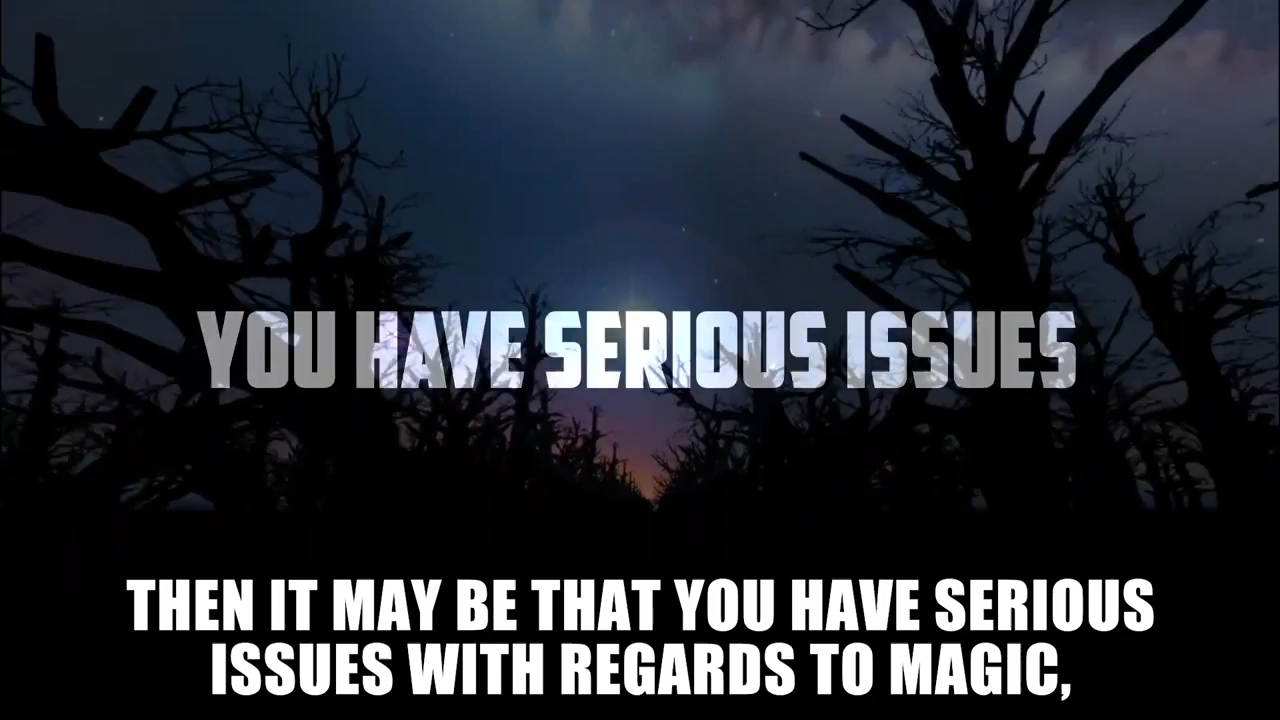 YOU HAVE SERIOUS ISSUES
THEN IT MAY BE THAT YOU HAVE SERIOUS
ISSUES WITH REGARDS TO MAGIC,